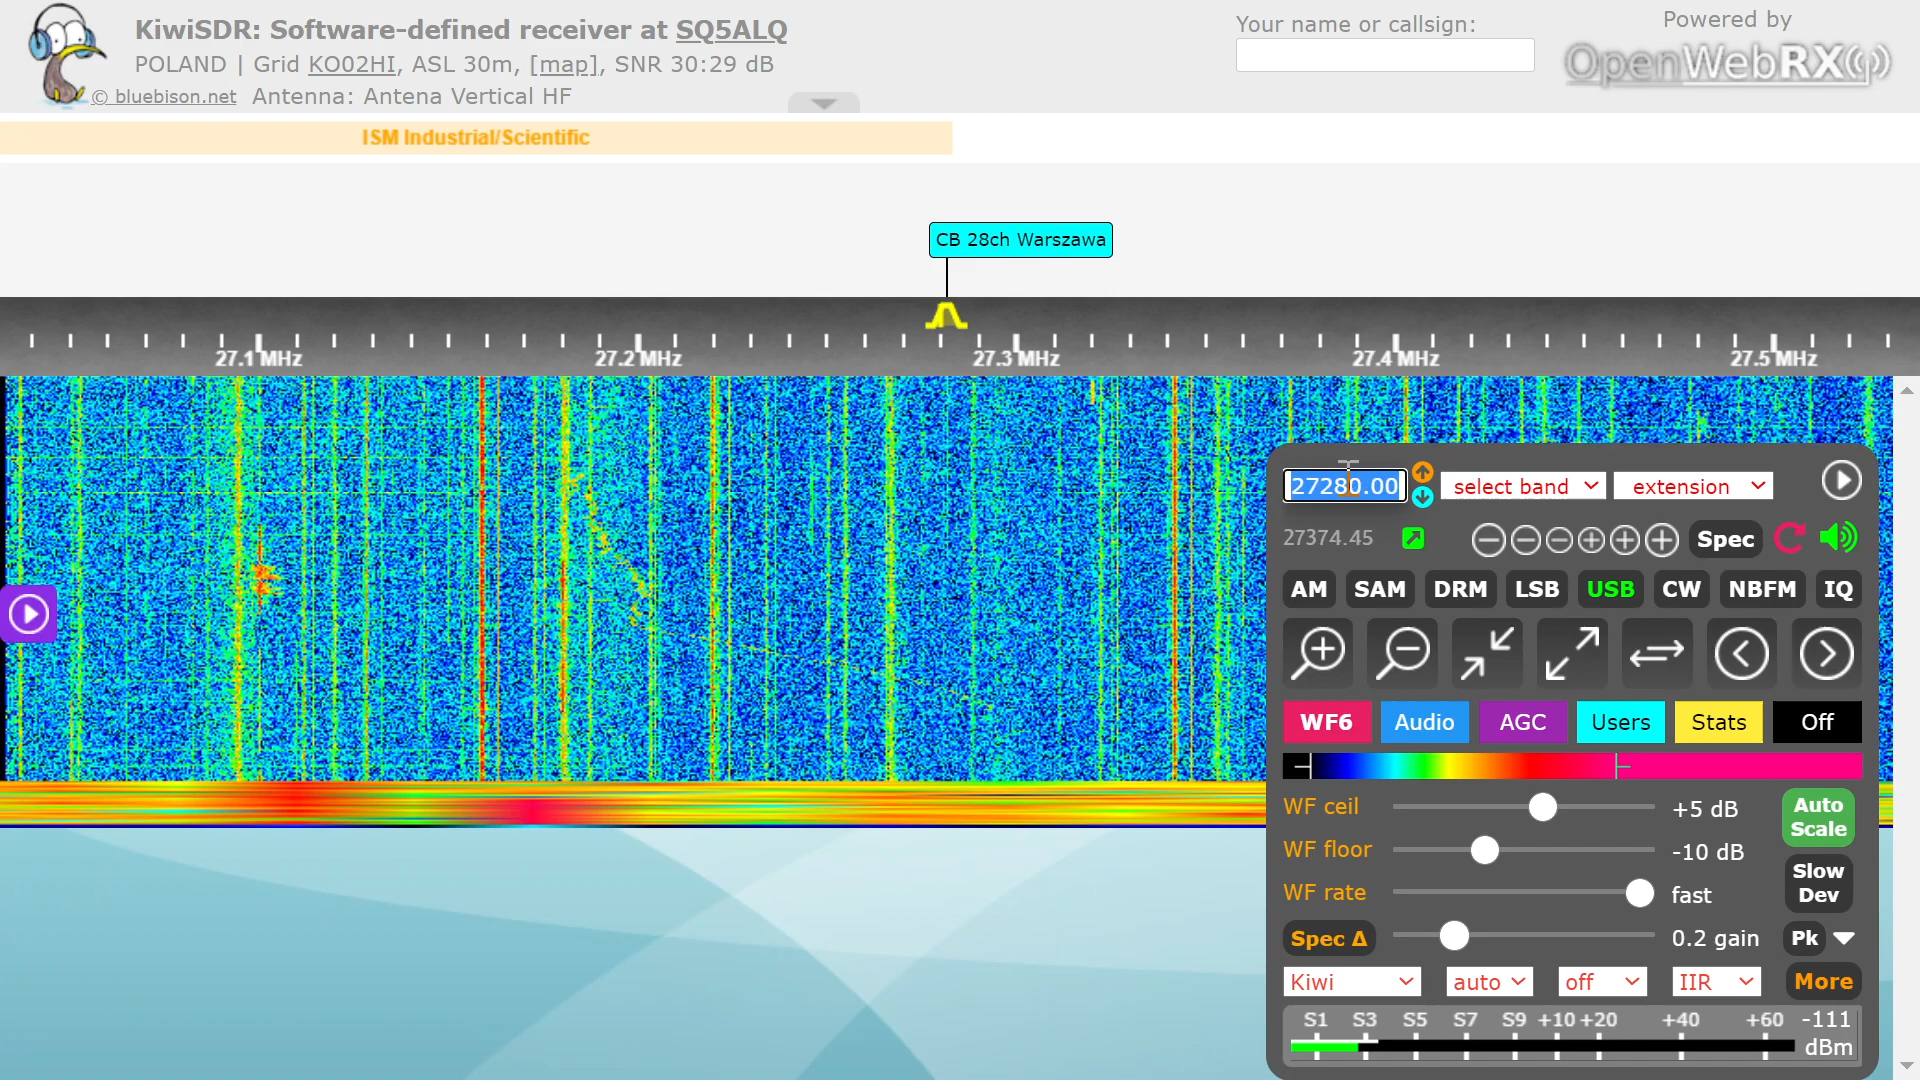 KiwiSDR: Software-defined receiver at SQ5ALQ
POLAND | Grid KO02HI, ASL 30m, [map], SNR 30:29 dB
© bluebison.net Antenna: Antena Vertical HF
Your name or callsign:
Powered by
OpenWebRX
ISM Industrial/Scientific
CB 28ch Warszawa
27.1 MHz 27.2 MHz 27.3 MHz 27.4 MHz 27.5 MHz
27280.00 select band extension
27374.45 Spec
AM SAM DRM LSB USB CW NBFM IQ
WF6 Audio AGC Users Stats Off
WF ceil +5 dB Auto Scale
WF floor -10 dB
WF rate fast Slow Dev
Spec Δ 0.2 gain Pk
Kiwi auto off IIR More
S1 S3 S5 S7 S9 +10 +20 +40 +60 -111 dBm